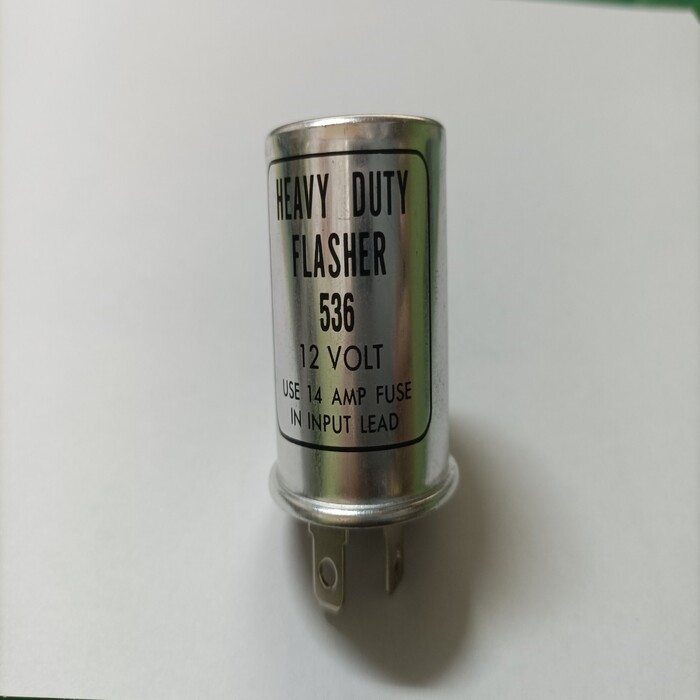 HEAVY DUTY
FLASHER
536
12 VOLT
USE 14 AMP FUSE
IN INPUT LEAD